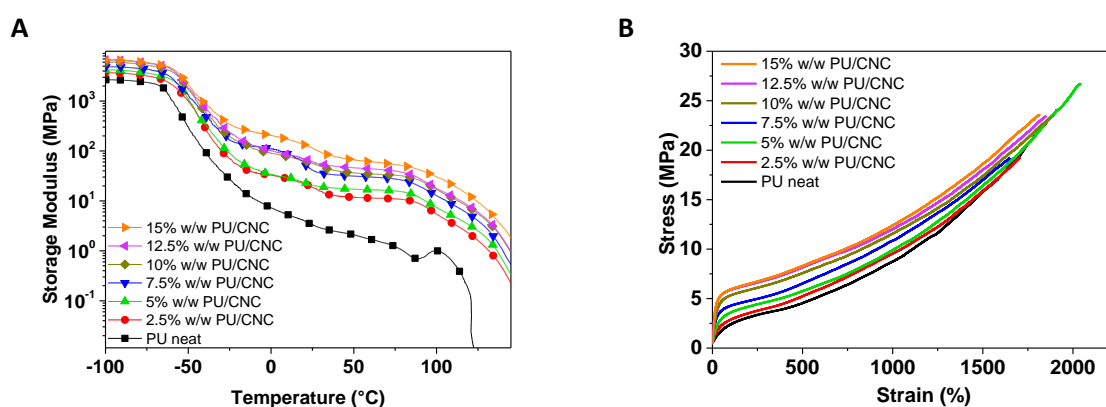 A
Storage Modulus (MPa)
10³
10²
10¹
10⁰
10⁻¹
15% w/w PU/CNC
12.5% w/w PU/CNC
10% w/w PU/CNC
7.5% w/w PU/CNC
5% w/w PU/CNC
2.5% w/w PU/CNC
PU neat
-100 -50 0 50 100
Temperature (°C)
B
Stress (MPa)
30
25
20
15
10
5
0
15% w/w PU/CNC
12.5% w/w PU/CNC
10% w/w PU/CNC
7.5% w/w PU/CNC
5% w/w PU/CNC
2.5% w/w PU/CNC
PU neat
0 500 1000 1500 2000
Strain (%)